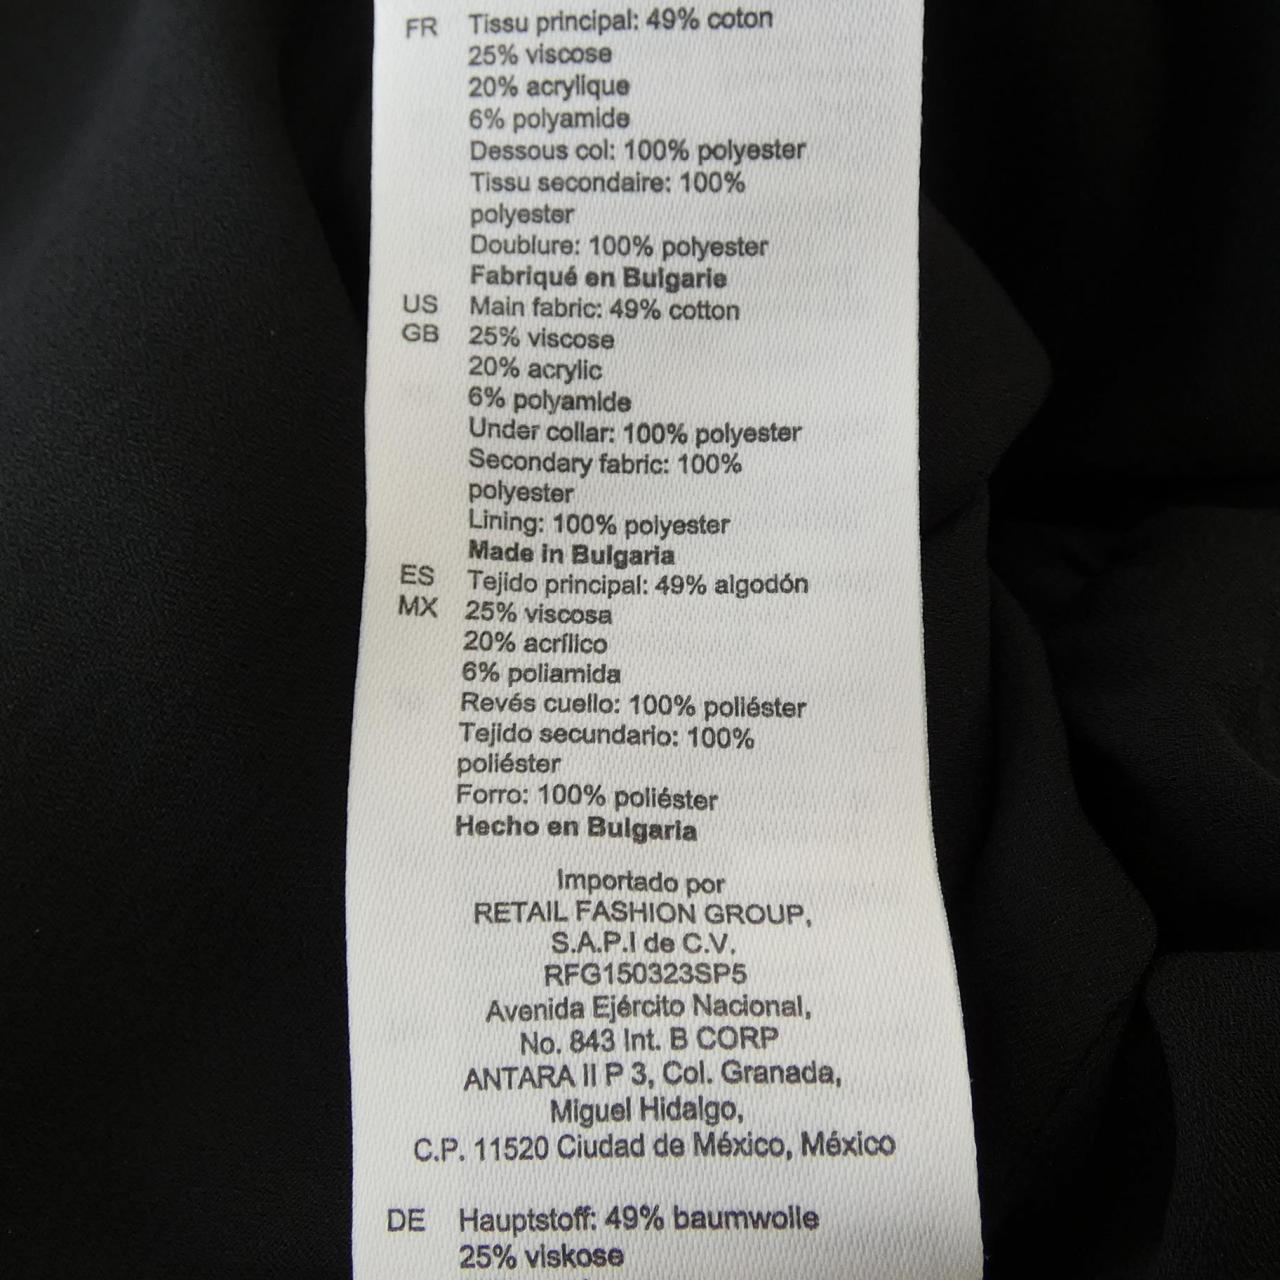 FR Tissu principal: 49% coton
25% viscose
20% acrylique
6% polyamide
Dessous col: 100% polyester
Tissu secondaire: 100%
polyester
Doublure: 100% polyester
Fabriqué en Bulgarie
US Main fabric: 49% cotton
GB 25% viscose
20% acrylic
6% polyamide
Under collar: 100% polyester
Secondary fabric: 100%
polyester
Lining: 100% polyester
Made in Bulgaria
ES Tejido principal: 49% algodón
MX 25% viscosa
20% acrílico
6% poliamida
Revés cuello: 100% poliéster
Tejido secundario: 100%
poliéster
Forro: 100% poliéster
Hecho en Bulgaria
Importado por
RETAIL FASHION GROUP,
S.A.P.I de C.V.
RFG150323SP5
Avenida Ejército Nacional,
No. 843 Int. B CORP
ANTARA II P 3, Col. Granada,
Miguel Hidalgo,
C.P. 11520 Ciudad de México, México
DE Hauptstoff: 49% baumwolle
25% viskose